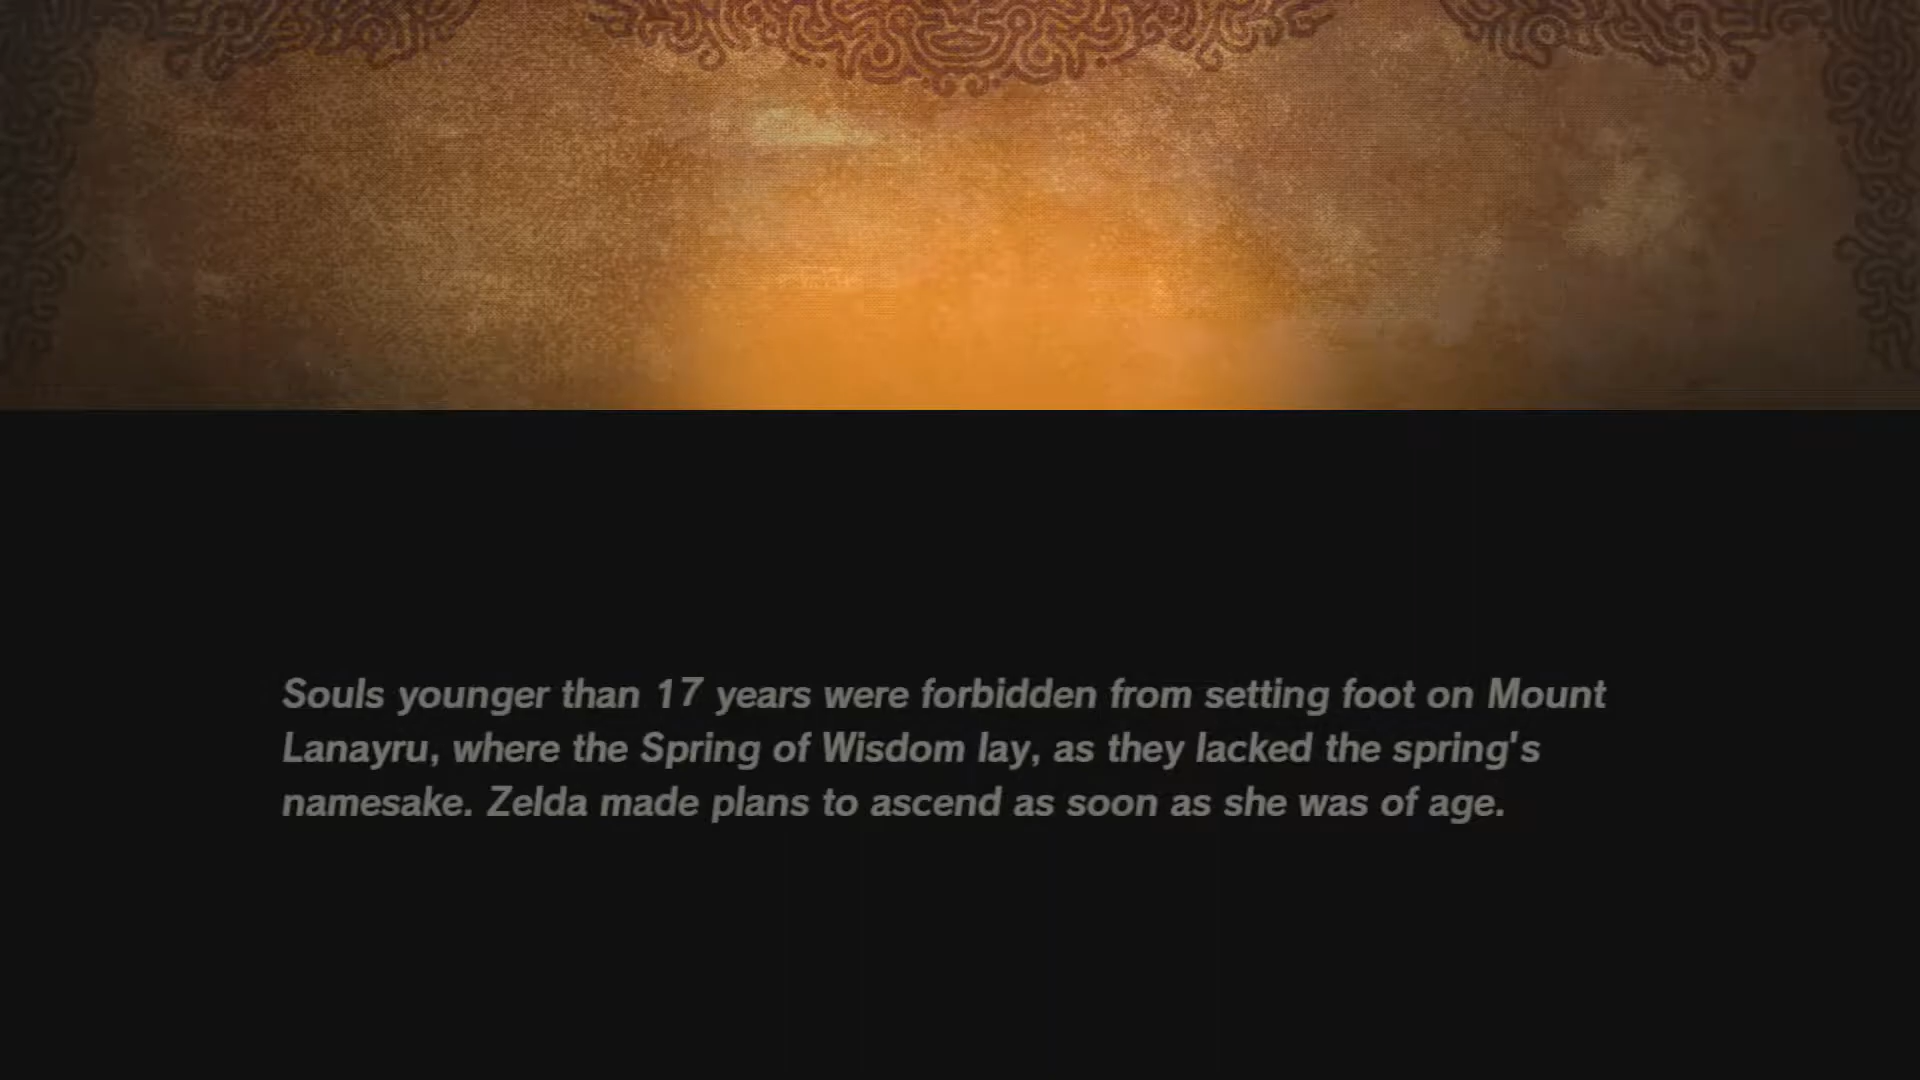 Souls younger than 17 years were forbidden from setting foot on Mount
Lanayru, where the Spring of Wisdom lay, as they lacked the spring's
namesake. Zelda made plans to ascend as soon as she was of age.